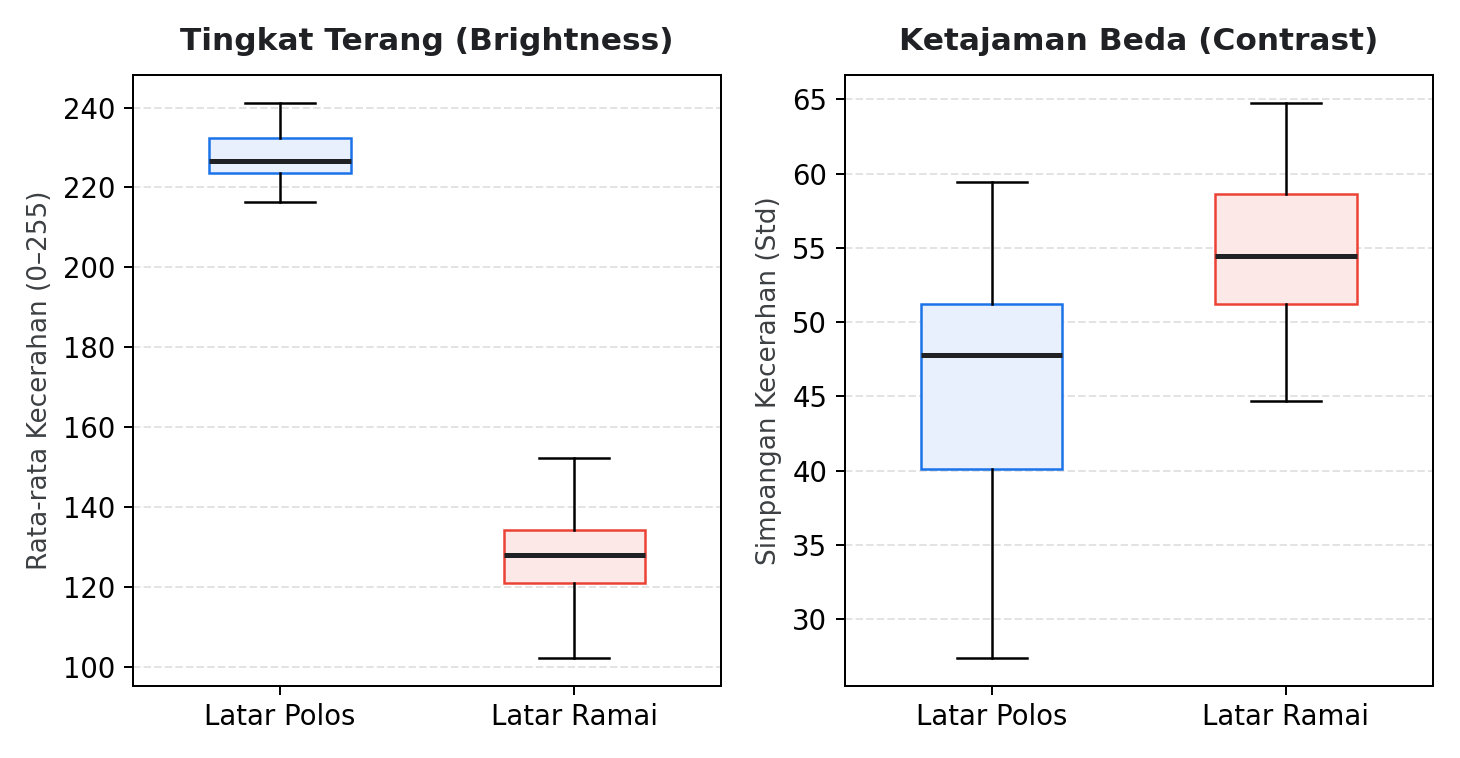 Tingkat Terang (Brightness)
Rata-rata Kecerahan (0–255)
240
220
200
180
160
140
120
100
Latar Polos
Latar Ramai
Ketajaman Beda (Contrast)
Simpangan Kecerahan (Std)
65
60
55
50
45
40
35
30
Latar Polos
Latar Ramai